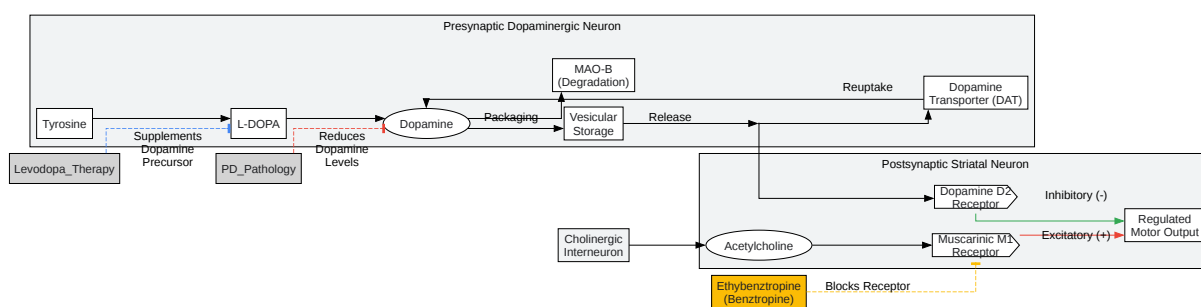 Presynaptic Dopaminergic Neuron
MAO-B
(Degradation)
Reuptake
Dopamine
Transporter (DAT)
Tyrosine
L-DOPA
Dopamine
Packaging
Vesicular
Storage
Release
Supplements
Dopamine
Precursor
Reduces
Dopamine
Levels
Levodopa_Therapy
PD_Pathology
Postsynaptic Striatal Neuron
Dopamine D2
Receptor
Inhibitory (-)
Regulated
Motor Output
Cholinergic
Interneuron
Acetylcholine
Muscarinic M1
Receptor
Excitatory (+)
Ethybenztropine
(Benztropine)
Blocks Receptor